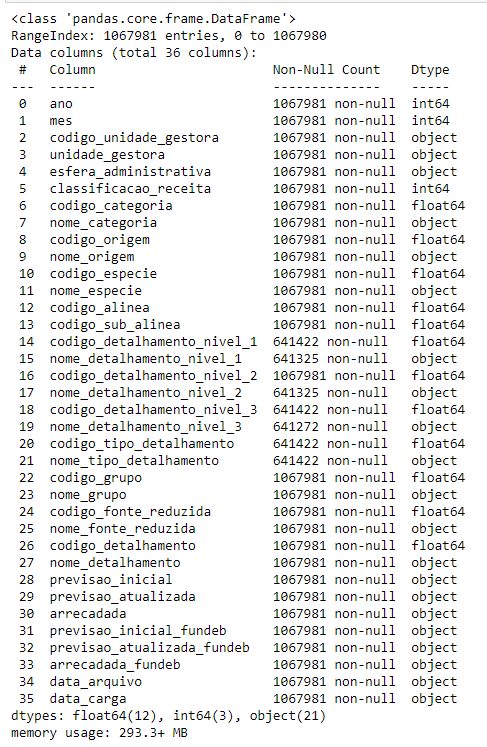 <class 'pandas.core.frame.DataFrame'>
RangeIndex: 1067981 entries, 0 to 1067980
Data columns (total 36 columns):
 #   Column                      Non-Null Count    Dtype
---  ------                      --------------    -----
 0   ano                         1067981 non-null  int64
 1   mes                         1067981 non-null  int64
 2   codigo_unidade_gestora      1067981 non-null  object
 3   unidade_gestora             1067981 non-null  object
 4   esfera_administrativa       1067981 non-null  object
 5   classificacao_receita       1067981 non-null  int64
 6   codigo_categoria            1067981 non-null  float64
 7   nome_categoria              1067981 non-null  object
 8   codigo_origem               1067981 non-null  float64
 9   nome_origem                 1067981 non-null  object
 10  codigo_especie              1067981 non-null  float64
 11  nome_especie                1067981 non-null  object
 12  codigo_alinea               1067981 non-null  float64
 13  codigo_sub_alinea           1067981 non-null  float64
 14  codigo_detalhamento_nivel_1  641422 non-null   float64
 15  nome_detalhamento_nivel_1   641325 non-null   object
 16  codigo_detalhamento_nivel_2  1067981 non-null  float64
 17  nome_detalhamento_nivel_2   641325 non-null   object
 18  codigo_detalhamento_nivel_3  641422 non-null   float64
 19  nome_detalhamento_nivel_3   641272 non-null   object
 20  codigo_tipo_detalhamento    641422 non-null   float64
 21  nome_tipo_detalhamento      641422 non-null   object
 22  codigo_grupo                1067981 non-null  float64
 23  nome_grupo                  1067981 non-null  object
 24  codigo_fonte_reduzida       1067981 non-null  float64
 25  nome_fonte_reduzida         1067981 non-null  object
 26  codigo_detalhamento         1067981 non-null  float64
 27  nome_detalhamento           1067981 non-null  object
 28  previsao_inicial            1067981 non-null  object
 29  previsao_atualizada         1067981 non-null  object
 30  arrecadada                  1067981 non-null  object
 31  previsao_inicial_fundeb     1067981 non-null  object
 32  previsao_atualizada_fundeb  1067981 non-null  object
 33  arrecadada_fundeb           1067981 non-null  object
 34  data_arquivo                1067981 non-null  object
 35  data_carga                  1067981 non-null  object
dtypes: float64(12), int64(3), object(21)
memory usage: 293.3+ MB